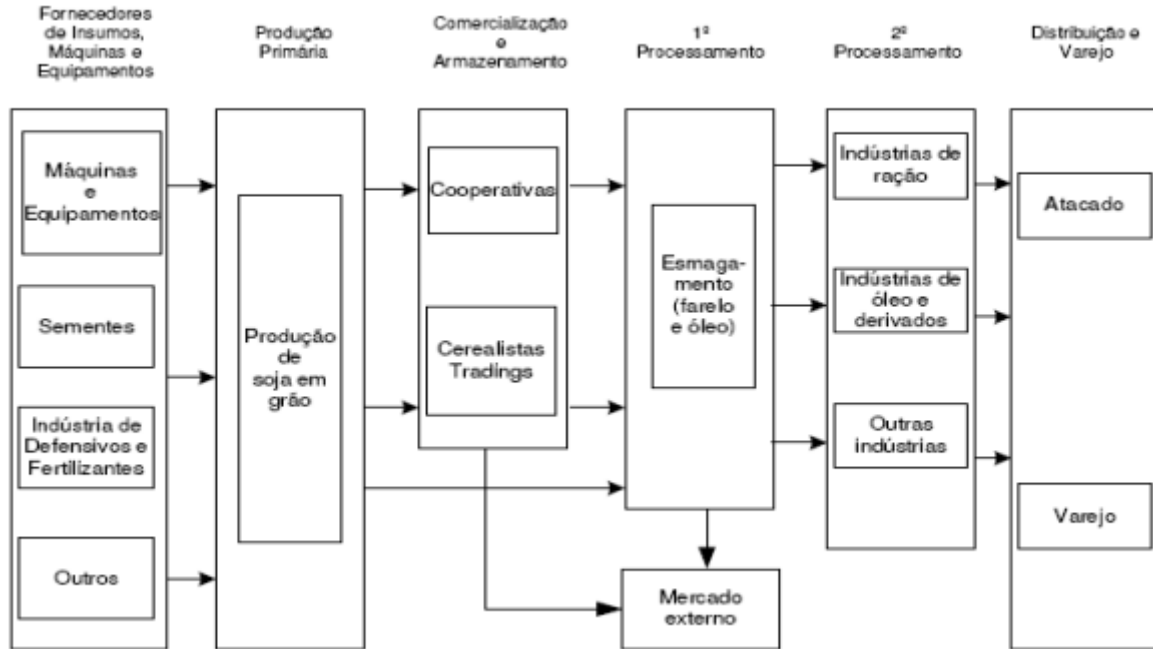 Fornecedores
de Insumos,
Máquinas e
Equipamentos
Produção
Primária
Comercialização
e
Armazenamento
1º
Processamento
2º
Processamento
Distribuição e
Varejo
Máquinas
e
Equipamentos
Sementes
Indústria de
Defensivos e
Fertilizantes
Outros
Produção
de
soja em
grão
Cooperativas
Cerealistas
Tradings
Esmaga-
mento
(farelo
e óleo)
Mercado
externo
Indústrias de
ração
Indústrias de
óleo e
derivados
Outras
indústrias
Atacado
Varejo